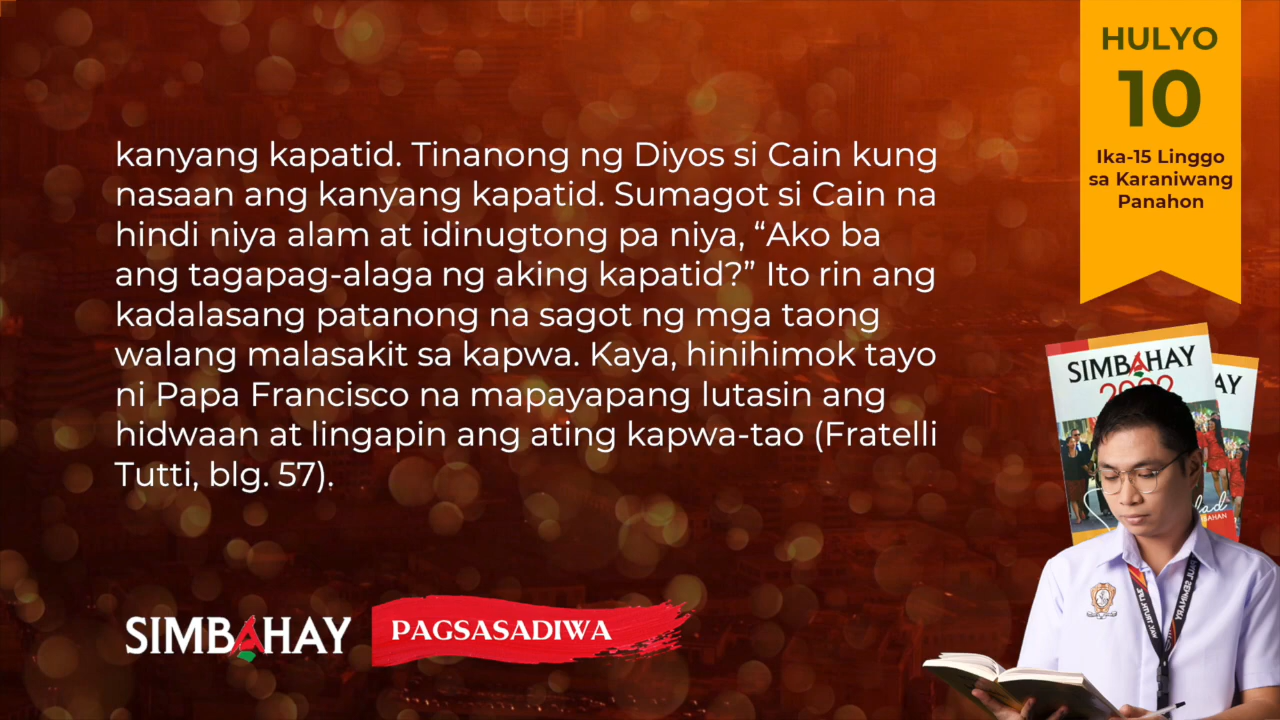 HULYO
10
Ika-15 Linggo
sa Karaniwang
Panahon
kanyang kapatid. Tinanong ng Diyos si Cain kung
nasaan ang kanyang kapatid. Sumagot si Cain na
hindi niya alam at idinugtong pa niya, “Ako ba
ang tagapag-alaga ng aking kapatid?” Ito rin ang
kadalasang patanong na sagot ng mga taong
walang malasakit sa kapwa. Kaya, hinihimok tayo
ni Papa Francisco na mapayapang lutasin ang
hidwaan at lingapin ang ating kapwa-tao (Fratelli
Tutti, blg. 57).
SIMBAHAY
SIMBAHAY
PAGSASADIWA